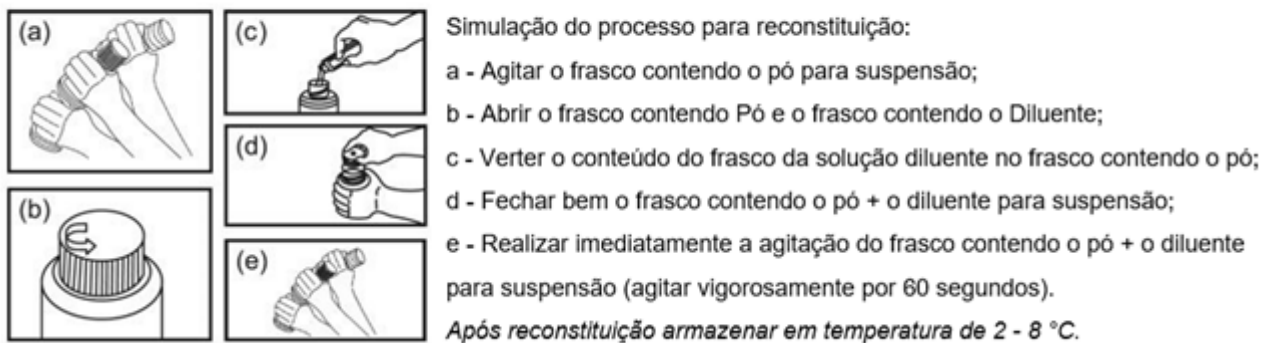 (a)
(b)
(c)
(d)
(e)
Simulação do processo para reconstituição:
a - Agitar o frasco contendo o pó para suspensão;
b - Abrir o frasco contendo Pó e o frasco contendo o Diluente;
c - Verter o conteúdo do frasco da solução diluente no frasco contendo o pó;
d - Fechar bem o frasco contendo o pó + o diluente para suspensão;
e - Realizar imediatamente a agitação do frasco contendo o pó + o diluente
para suspensão (agitar vigorosamente por 60 segundos).
Após reconstituição armazenar em temperatura de 2 - 8 °C.